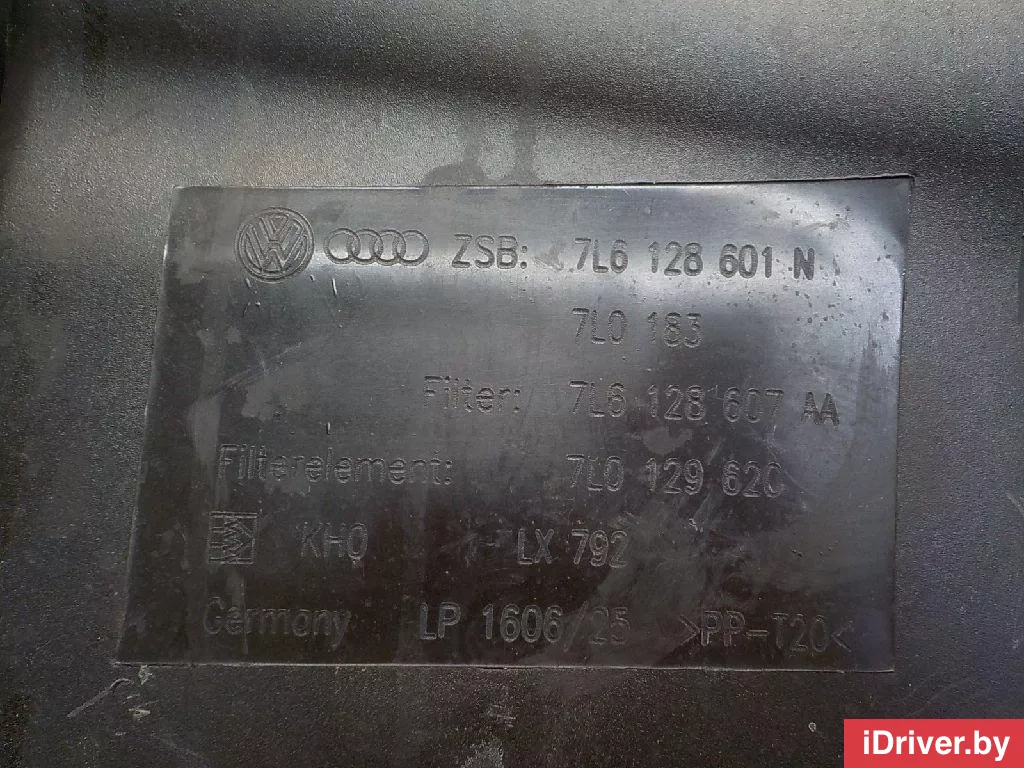 ZSB: 7L6 128 601 N
7L0 183
Filter: 7L6 128 607 AA
Filterelement: 7L0 129 620
KHQ LX 792
Germany LP 1606/25 >PP-T20<
iDriver.by